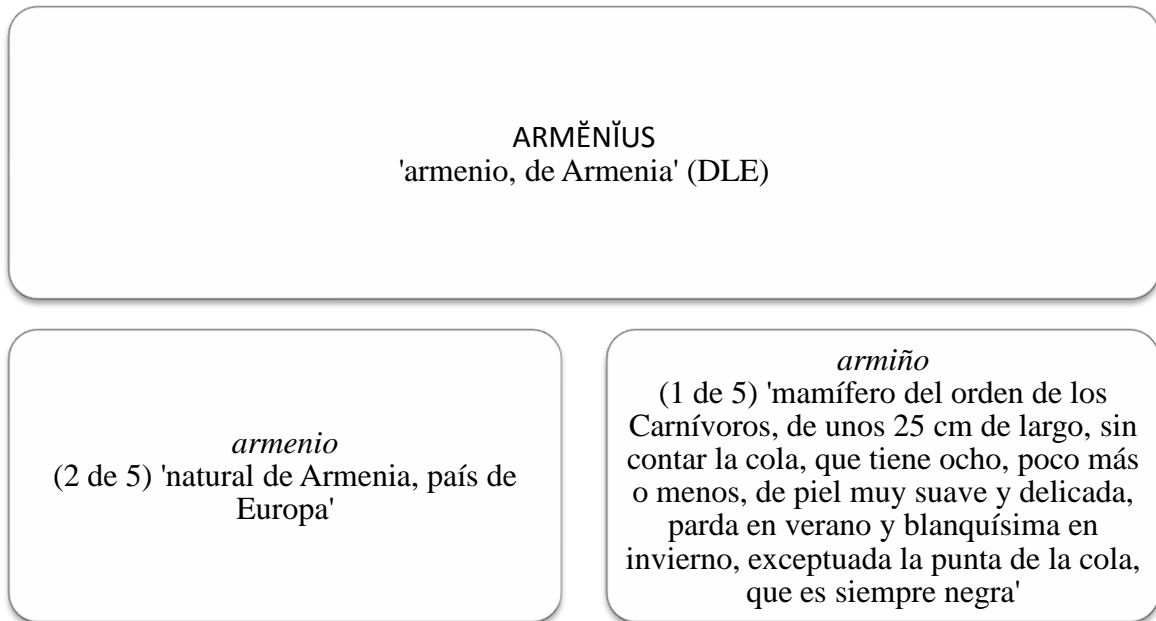 ARMĔNĬUS
'armenio, de Armenia' (DLE)
armenio
(2 de 5) 'natural de Armenia, país de
Europa'
armiño
(1 de 5) 'mamífero del orden de los
Carnívoros, de unos 25 cm de largo, sin
contar la cola, que tiene ocho, poco más
o menos, de piel muy suave y delicada,
parda en verano y blanquísima en
invierno, exceptuada la punta de la cola,
que es siempre negra'